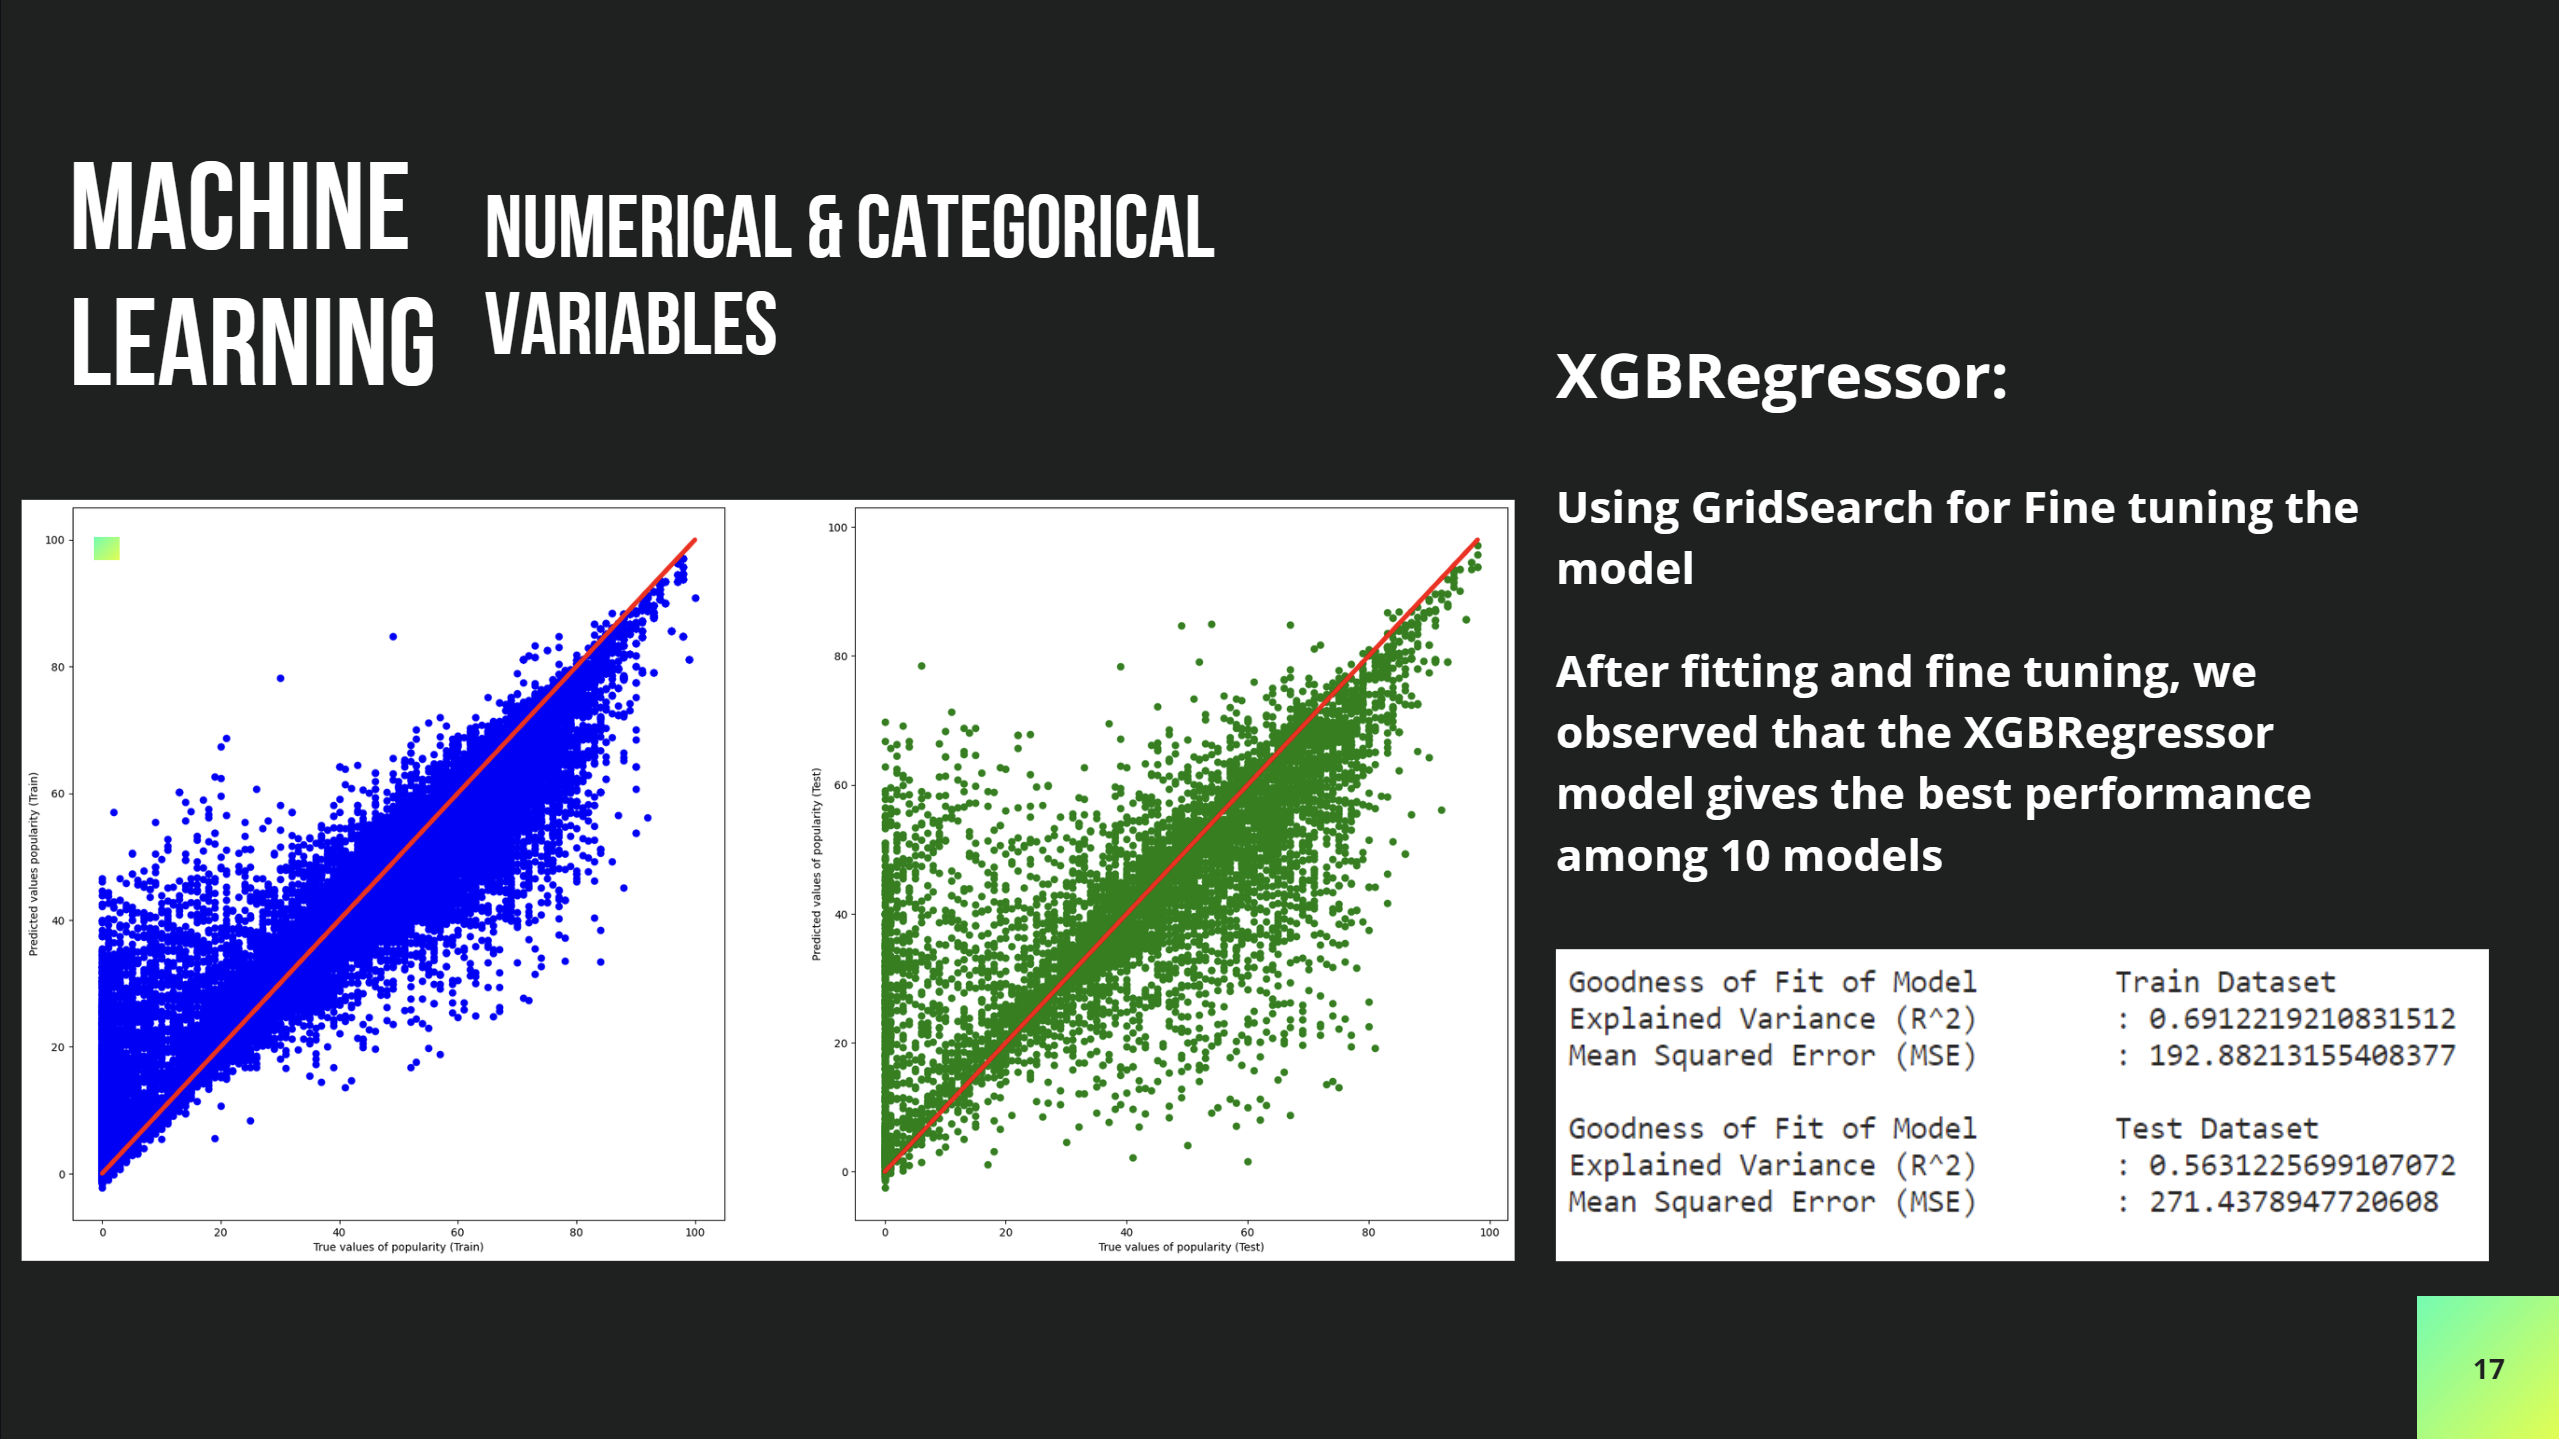 MACHINE
LEARNING
NUMERICAL & CATEGORICAL
VARIABLES
XGBRegressor:
Using GridSearch for Fine tuning the
model
After fitting and fine tuning, we
observed that the XGBRegressor
model gives the best performance
among 10 models
100
80
60
40
20
0
Predicted values popularity (Train)
0 20 40 60 80 100
True values of popularity (Train)
100
80
60
40
20
0
Predicted values of popularity (Test)
0 20 40 60 80 100
True values of popularity (Test)
Goodness of Fit of Model Train Dataset
Explained Variance (R^2) : 0.6912219210831512
Mean Squared Error (MSE) : 192.88213155408377
Goodness of Fit of Model Test Dataset
Explained Variance (R^2) : 0.5631225699107072
Mean Squared Error (MSE) : 271.4378947720608
17